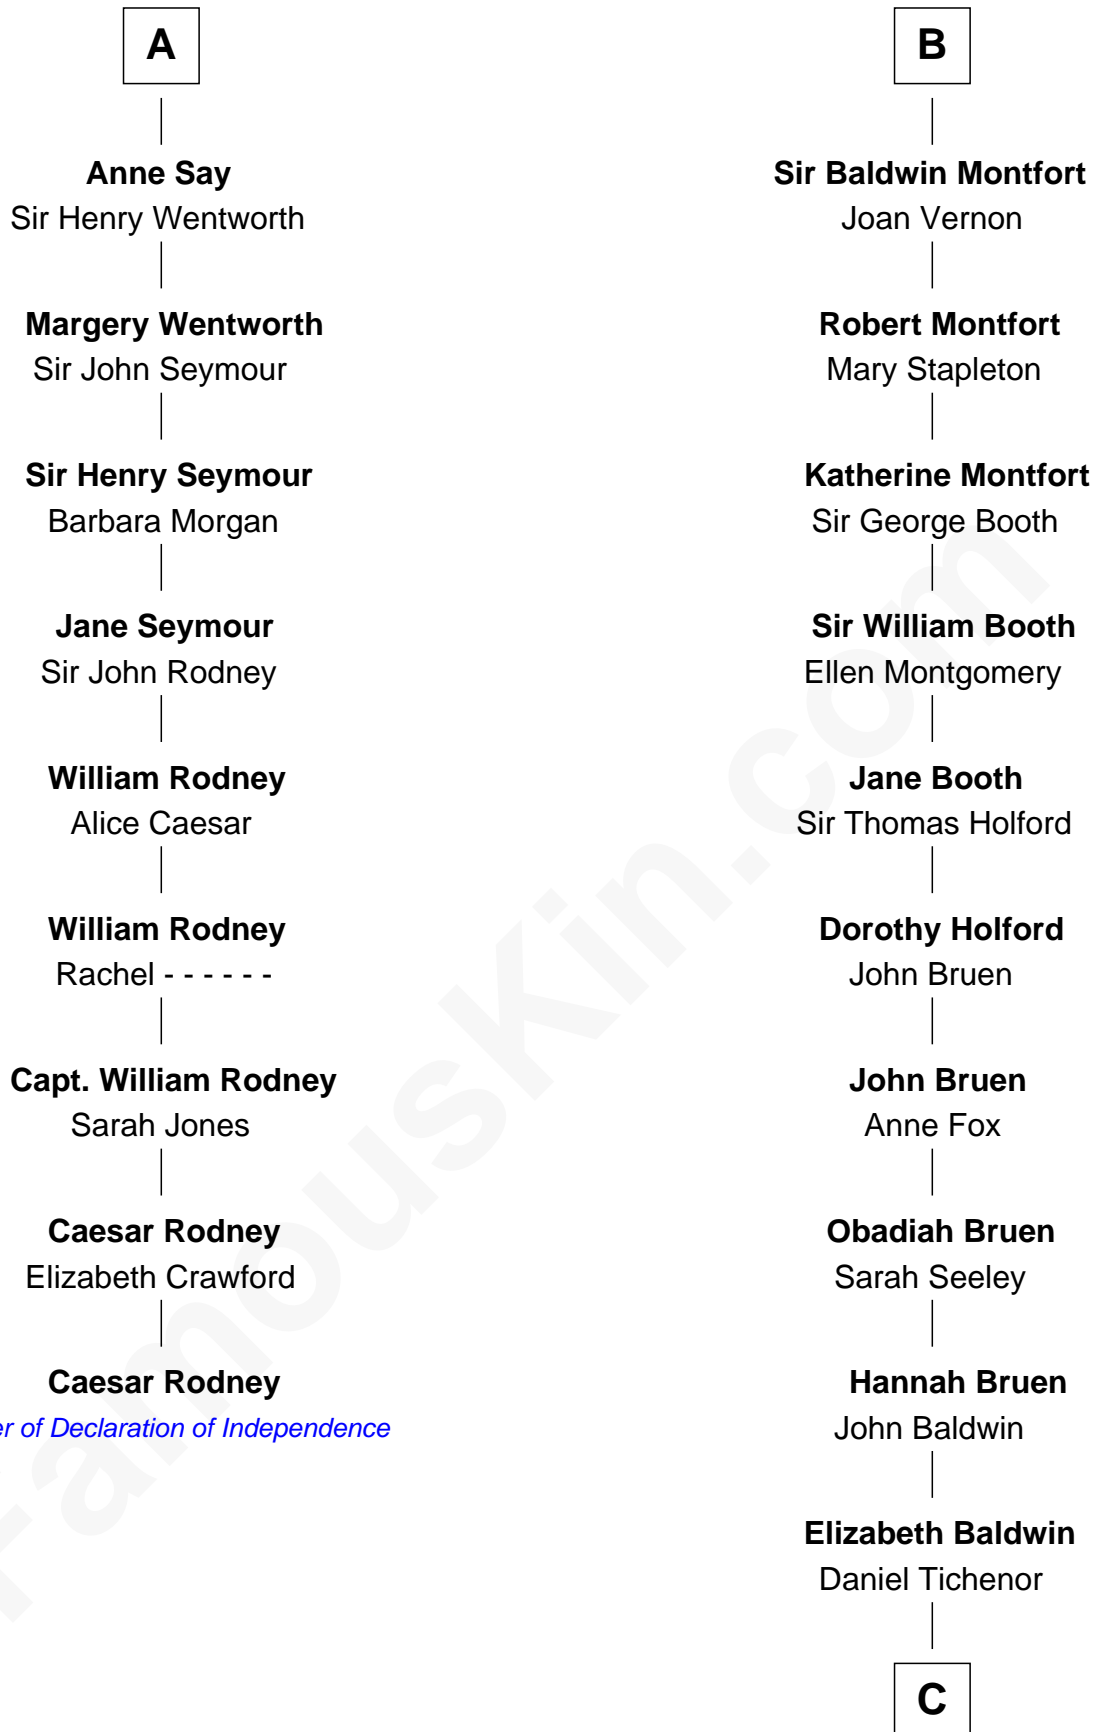 A
Anne Say
Sir Henry Wentworth
Margery Wentworth
Sir John Seymour
Sir Henry Seymour
Barbara Morgan
Jane Seymour
Sir John Rodney
William Rodney
Alice Caesar
William Rodney
Rachel - - - - - -
Capt. William Rodney
Sarah Jones
Caesar Rodney
Elizabeth Crawford
Caesar Rodney
of Declaration of Independence
B
Sir Baldwin Montfort
Joan Vernon
Robert Montfort
Mary Stapleton
Katherine Montfort
Sir George Booth
Sir William Booth
Ellen Montgomery
Jane Booth
Sir Thomas Holford
Dorothy Holford
John Bruen
John Bruen
Anne Fox
Obadiah Bruen
Sarah Seeley
Hannah Bruen
John Baldwin
Elizabeth Baldwin
Daniel Tichenor
C
FamousKin.com